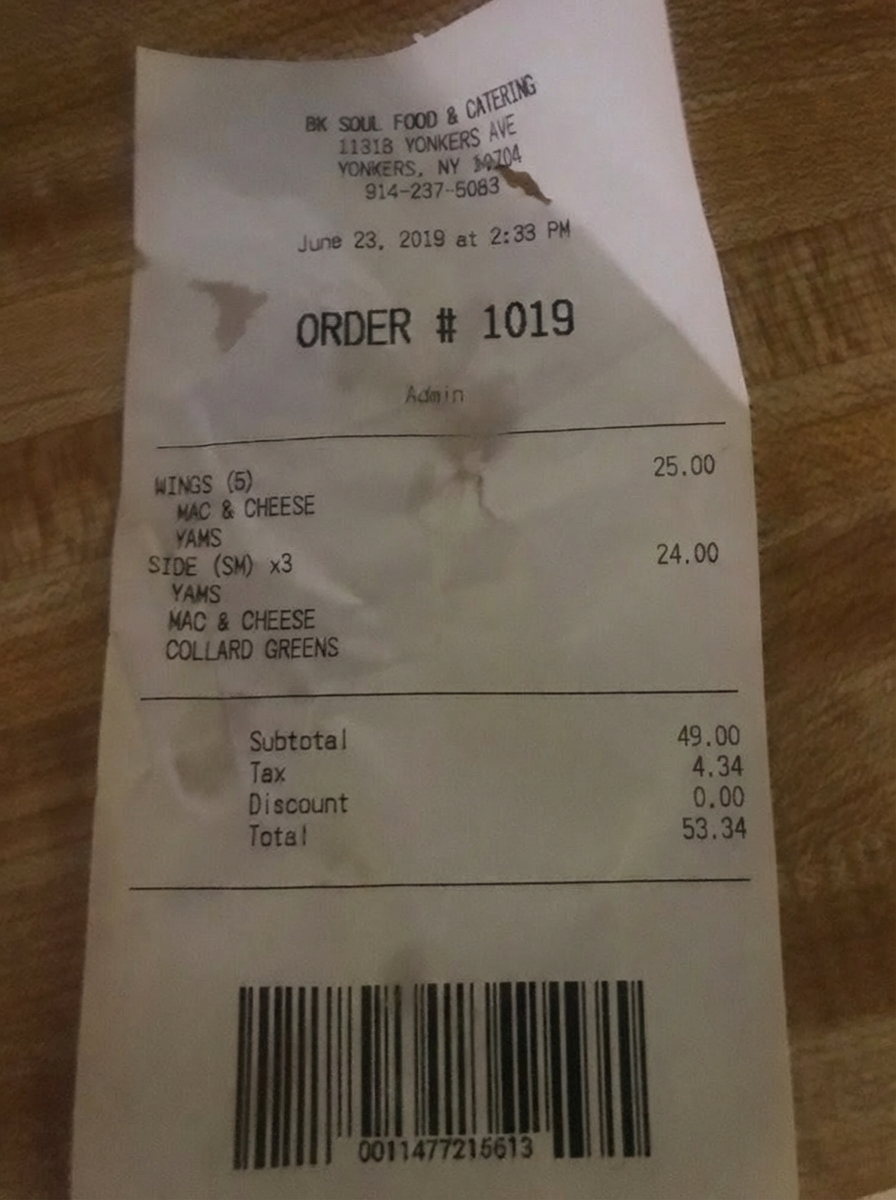 BK SOUL FOOD & CATERING
1131B YONKERS AVE
YONKERS, NY 10704
914-237-5083
June 23, 2019 at 2:33 PM
ORDER # 1019
Admin
WINGS (5) 25.00
MAC & CHEESE
YAMS
SIDE (SM) x3 24.00
YAMS
MAC & CHEESE
COLLARD GREENS
Subtotal 49.00
Tax 4.34
Discount 0.00
Total 53.34
0011477215613